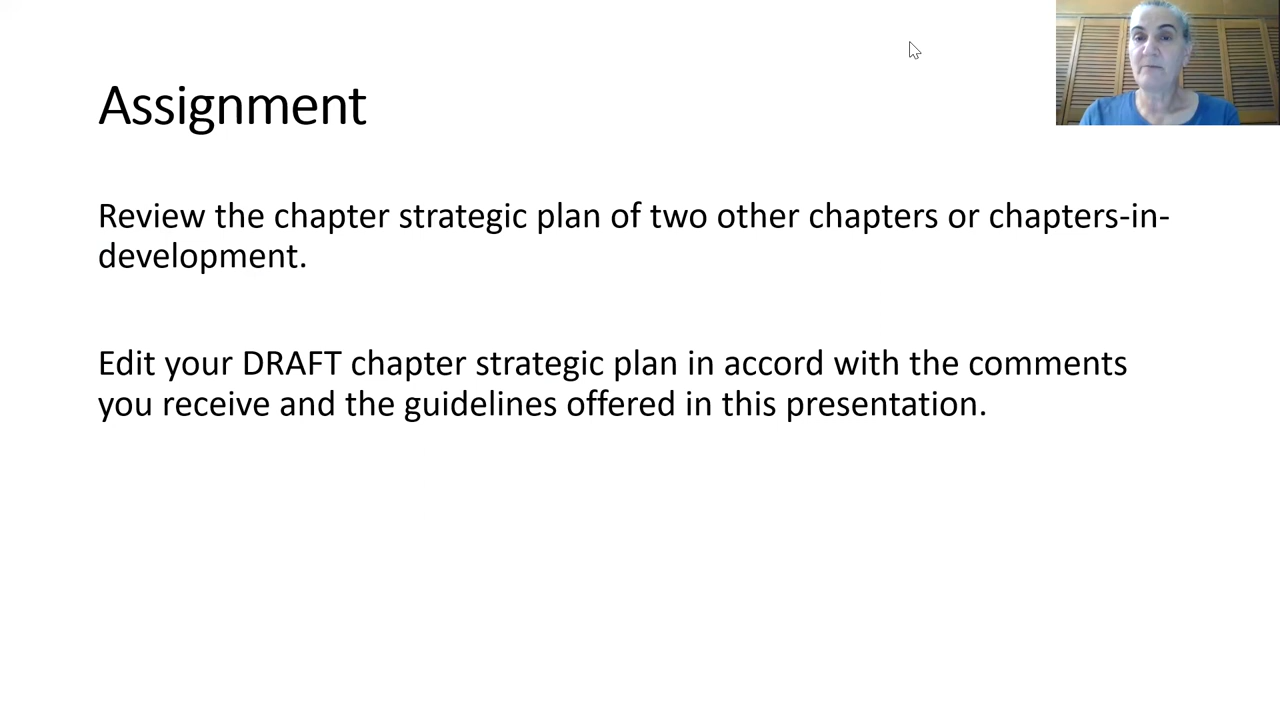 Assignment
Review the chapter strategic plan of two other chapters or chapters-in-
development.
Edit your DRAFT chapter strategic plan in accord with the comments
you receive and the guidelines offered in this presentation.